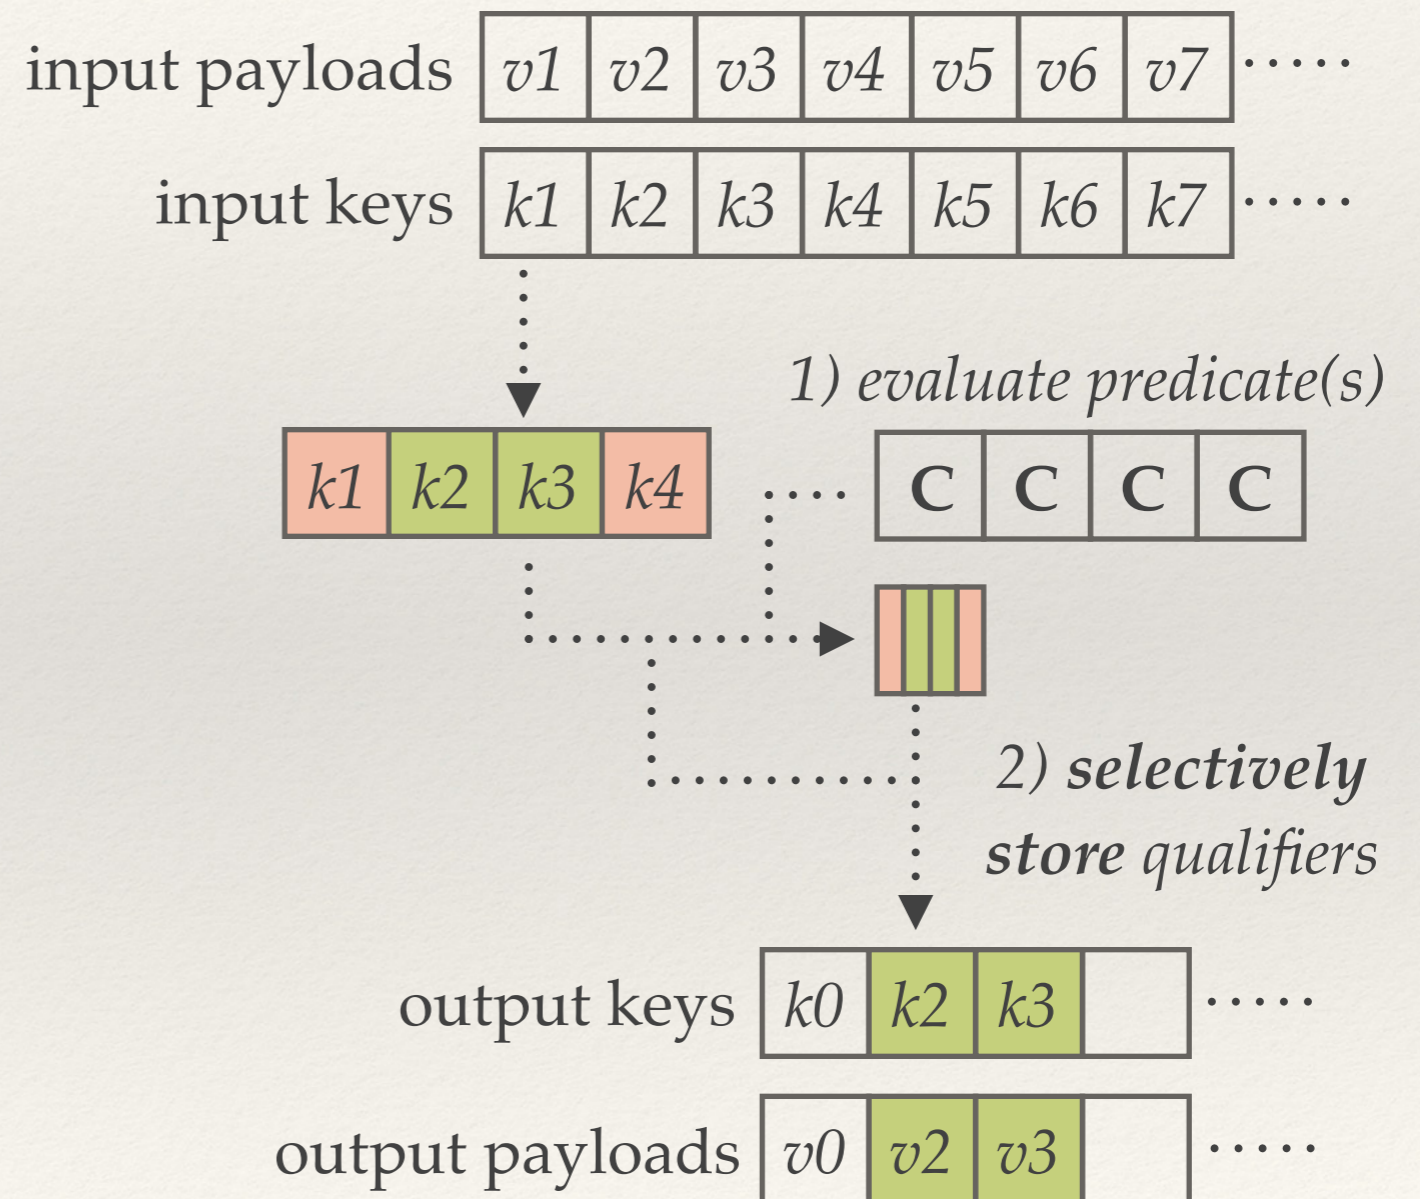 input payloads v1 v2 v3 v4 v5 v6 v7 ·····
input keys k1 k2 k3 k4 k5 k6 k7 ·····
1) evaluate predicate(s)
k1 k2 k3 k4 C C C C
2) selectively
store qualifiers
output keys k0 k2 k3 ·····
output payloads v0 v2 v3 ·····